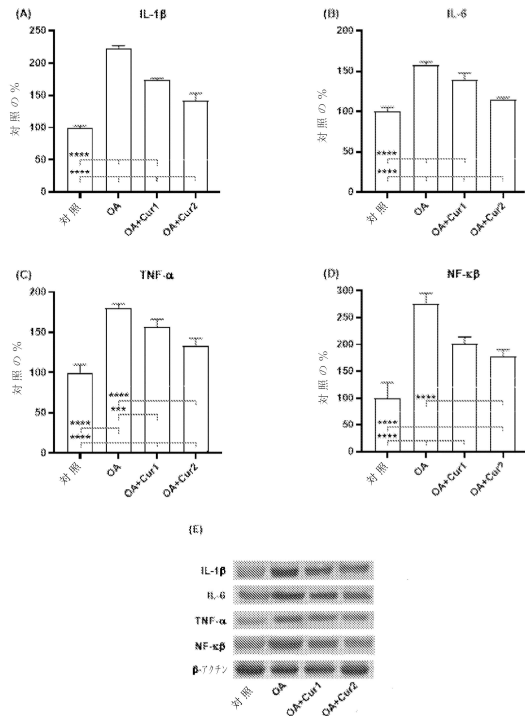 (A)
IL-1β
対照の %
250
200
150
100
50
0
****
****
対照
OA
OA+Cur1
OA+Cur2
(B)
IL-6
対照の %
200
150
100
50
0
****
****
対照
OA
OA+Cur1
OA+Cur2
(C)
TNF-α
対照の %
200
150
100
50
0
****
***
****
****
対照
OA
OA+Cur1
OA+Cur2
(D)
NF-κβ
対照の %
300
250
200
150
100
50
0
****
****
****
対照
OA
OA+Cur1
OA+Cur2
(E)
IL-1β
IL-6
TNF-α
NF-κβ
β-アクチン
対照
OA
OA+Cur1
OA+Cur2